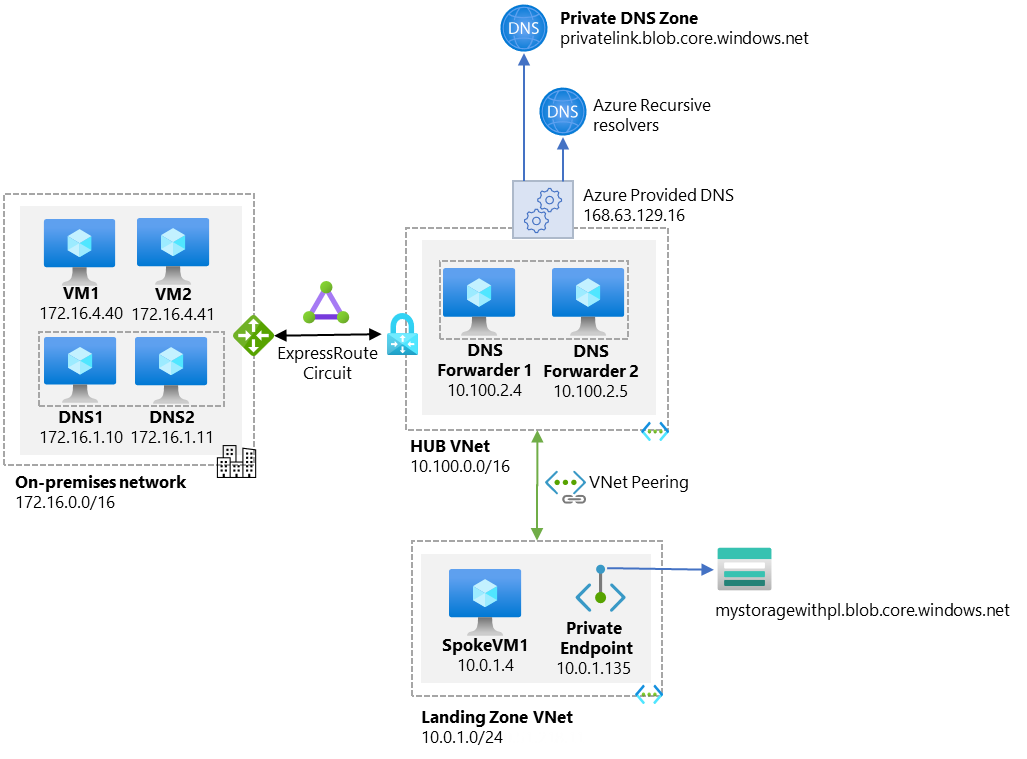 DNS
Private DNS Zone
privatelink.blob.core.windows.net
DNS
Azure Recursive
resolvers
Azure Provided DNS
168.63.129.16
VM1
172.16.4.40
VM2
172.16.4.41
DNS1
172.16.1.10
DNS2
172.16.1.11
On-premises network
172.16.0.0/16
ExpressRoute
Circuit
DNS
Forwarder 1
10.100.2.4
DNS
Forwarder 2
10.100.2.5
HUB VNet
10.100.0.0/16
VNet Peering
SpokeVM1
10.0.1.4
Private
Endpoint
10.0.1.135
mystoragewithpl.blob.core.windows.net
Landing Zone VNet
10.0.1.0/24